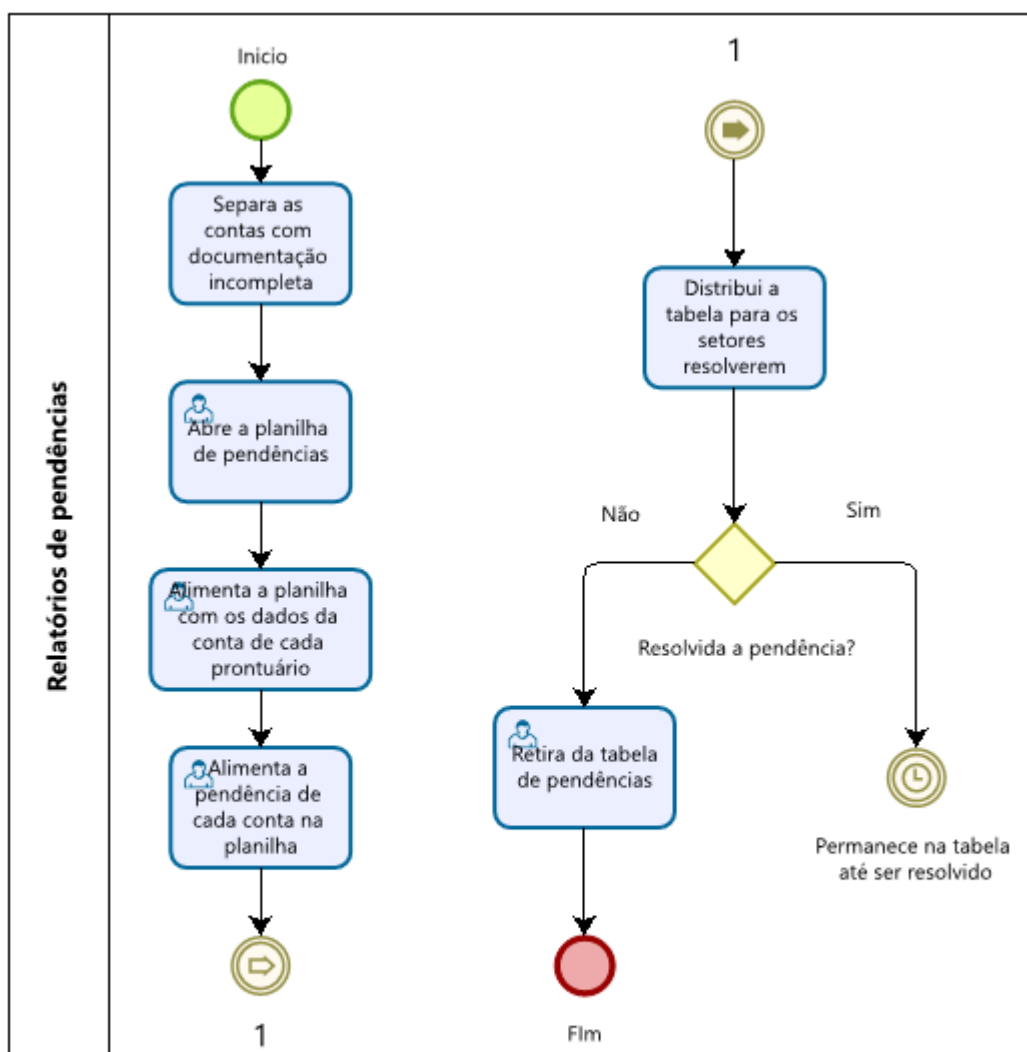 Relatórios de pendências
Inicio
Separa as
contas com
documentação
incompleta
Abre a planilha
de pendências
Alimenta a planilha
com os dados da
conta de cada
prontuário
Alimenta a
pendência de
cada conta na
planilha
1
1
Distribui a
tabela para os
setores
resolverem
Não
Sim
Resolvida a pendência?
Retira da tabela
de pendências
Permanece na tabela
até ser resolvido
FIm